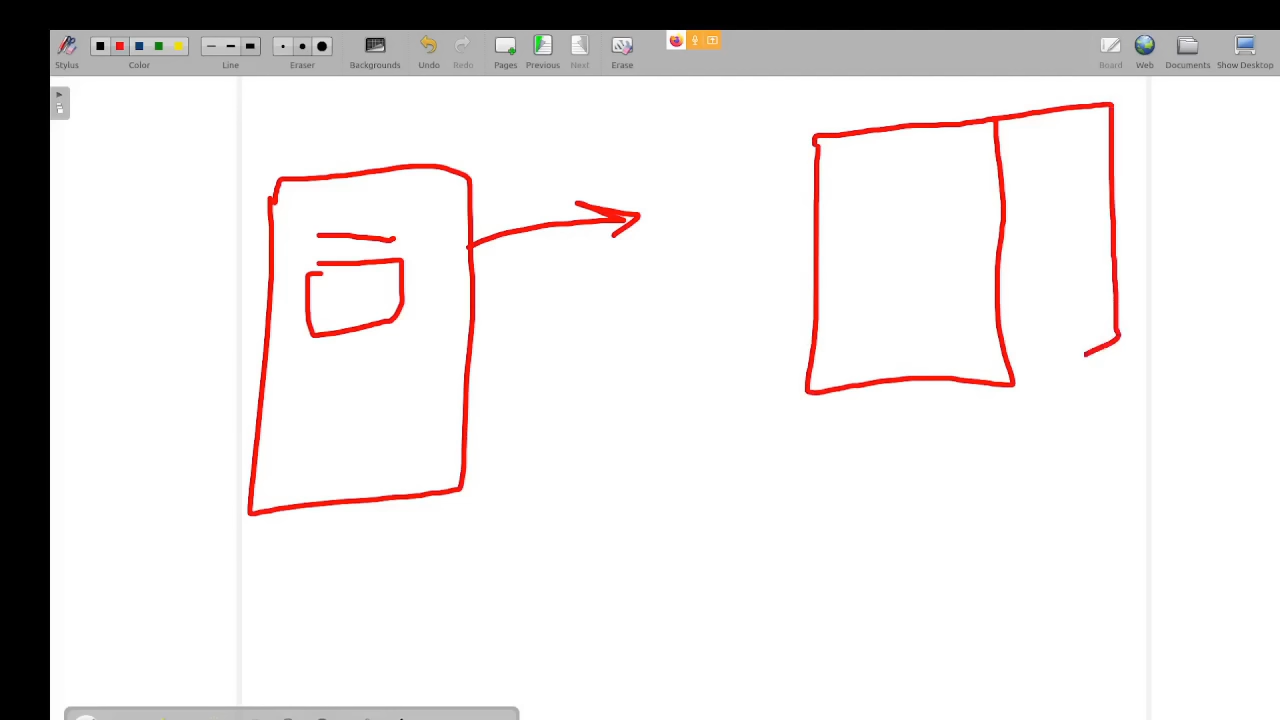 Stylus
Color
Line
Eraser
Backgrounds
Undo
Redo
Pages
Previous
Next
Erase
Board
Web
Documents
Show Desktop